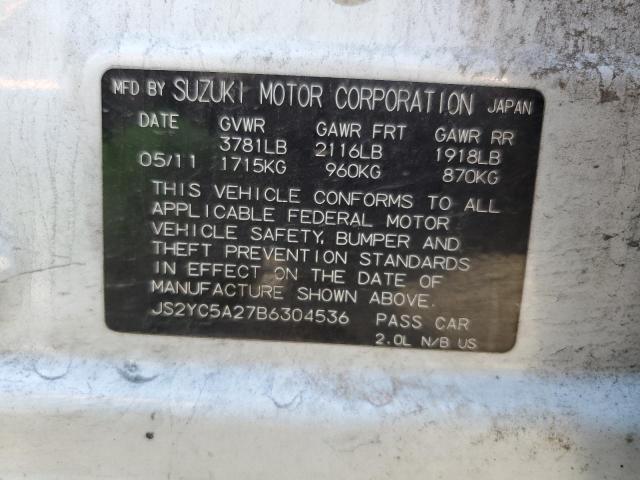 MFD BY SUZUKI MOTOR CORPORATION JAPAN
DATE GVWR GAWR FRT GAWR RR
3781LB 2116LB 1918LB
05/11 1715KG 960KG 870KG
THIS VEHICLE CONFORMS TO ALL
APPLICABLE FEDERAL MOTOR
VEHICLE SAFETY, BUMPER AND
THEFT PREVENTION STANDARDS
IN EFFECT ON THE DATE OF
MANUFACTURE SHOWN ABOVE.
JS2YC5A27B6304536 PASS CAR
2.0L N/B US